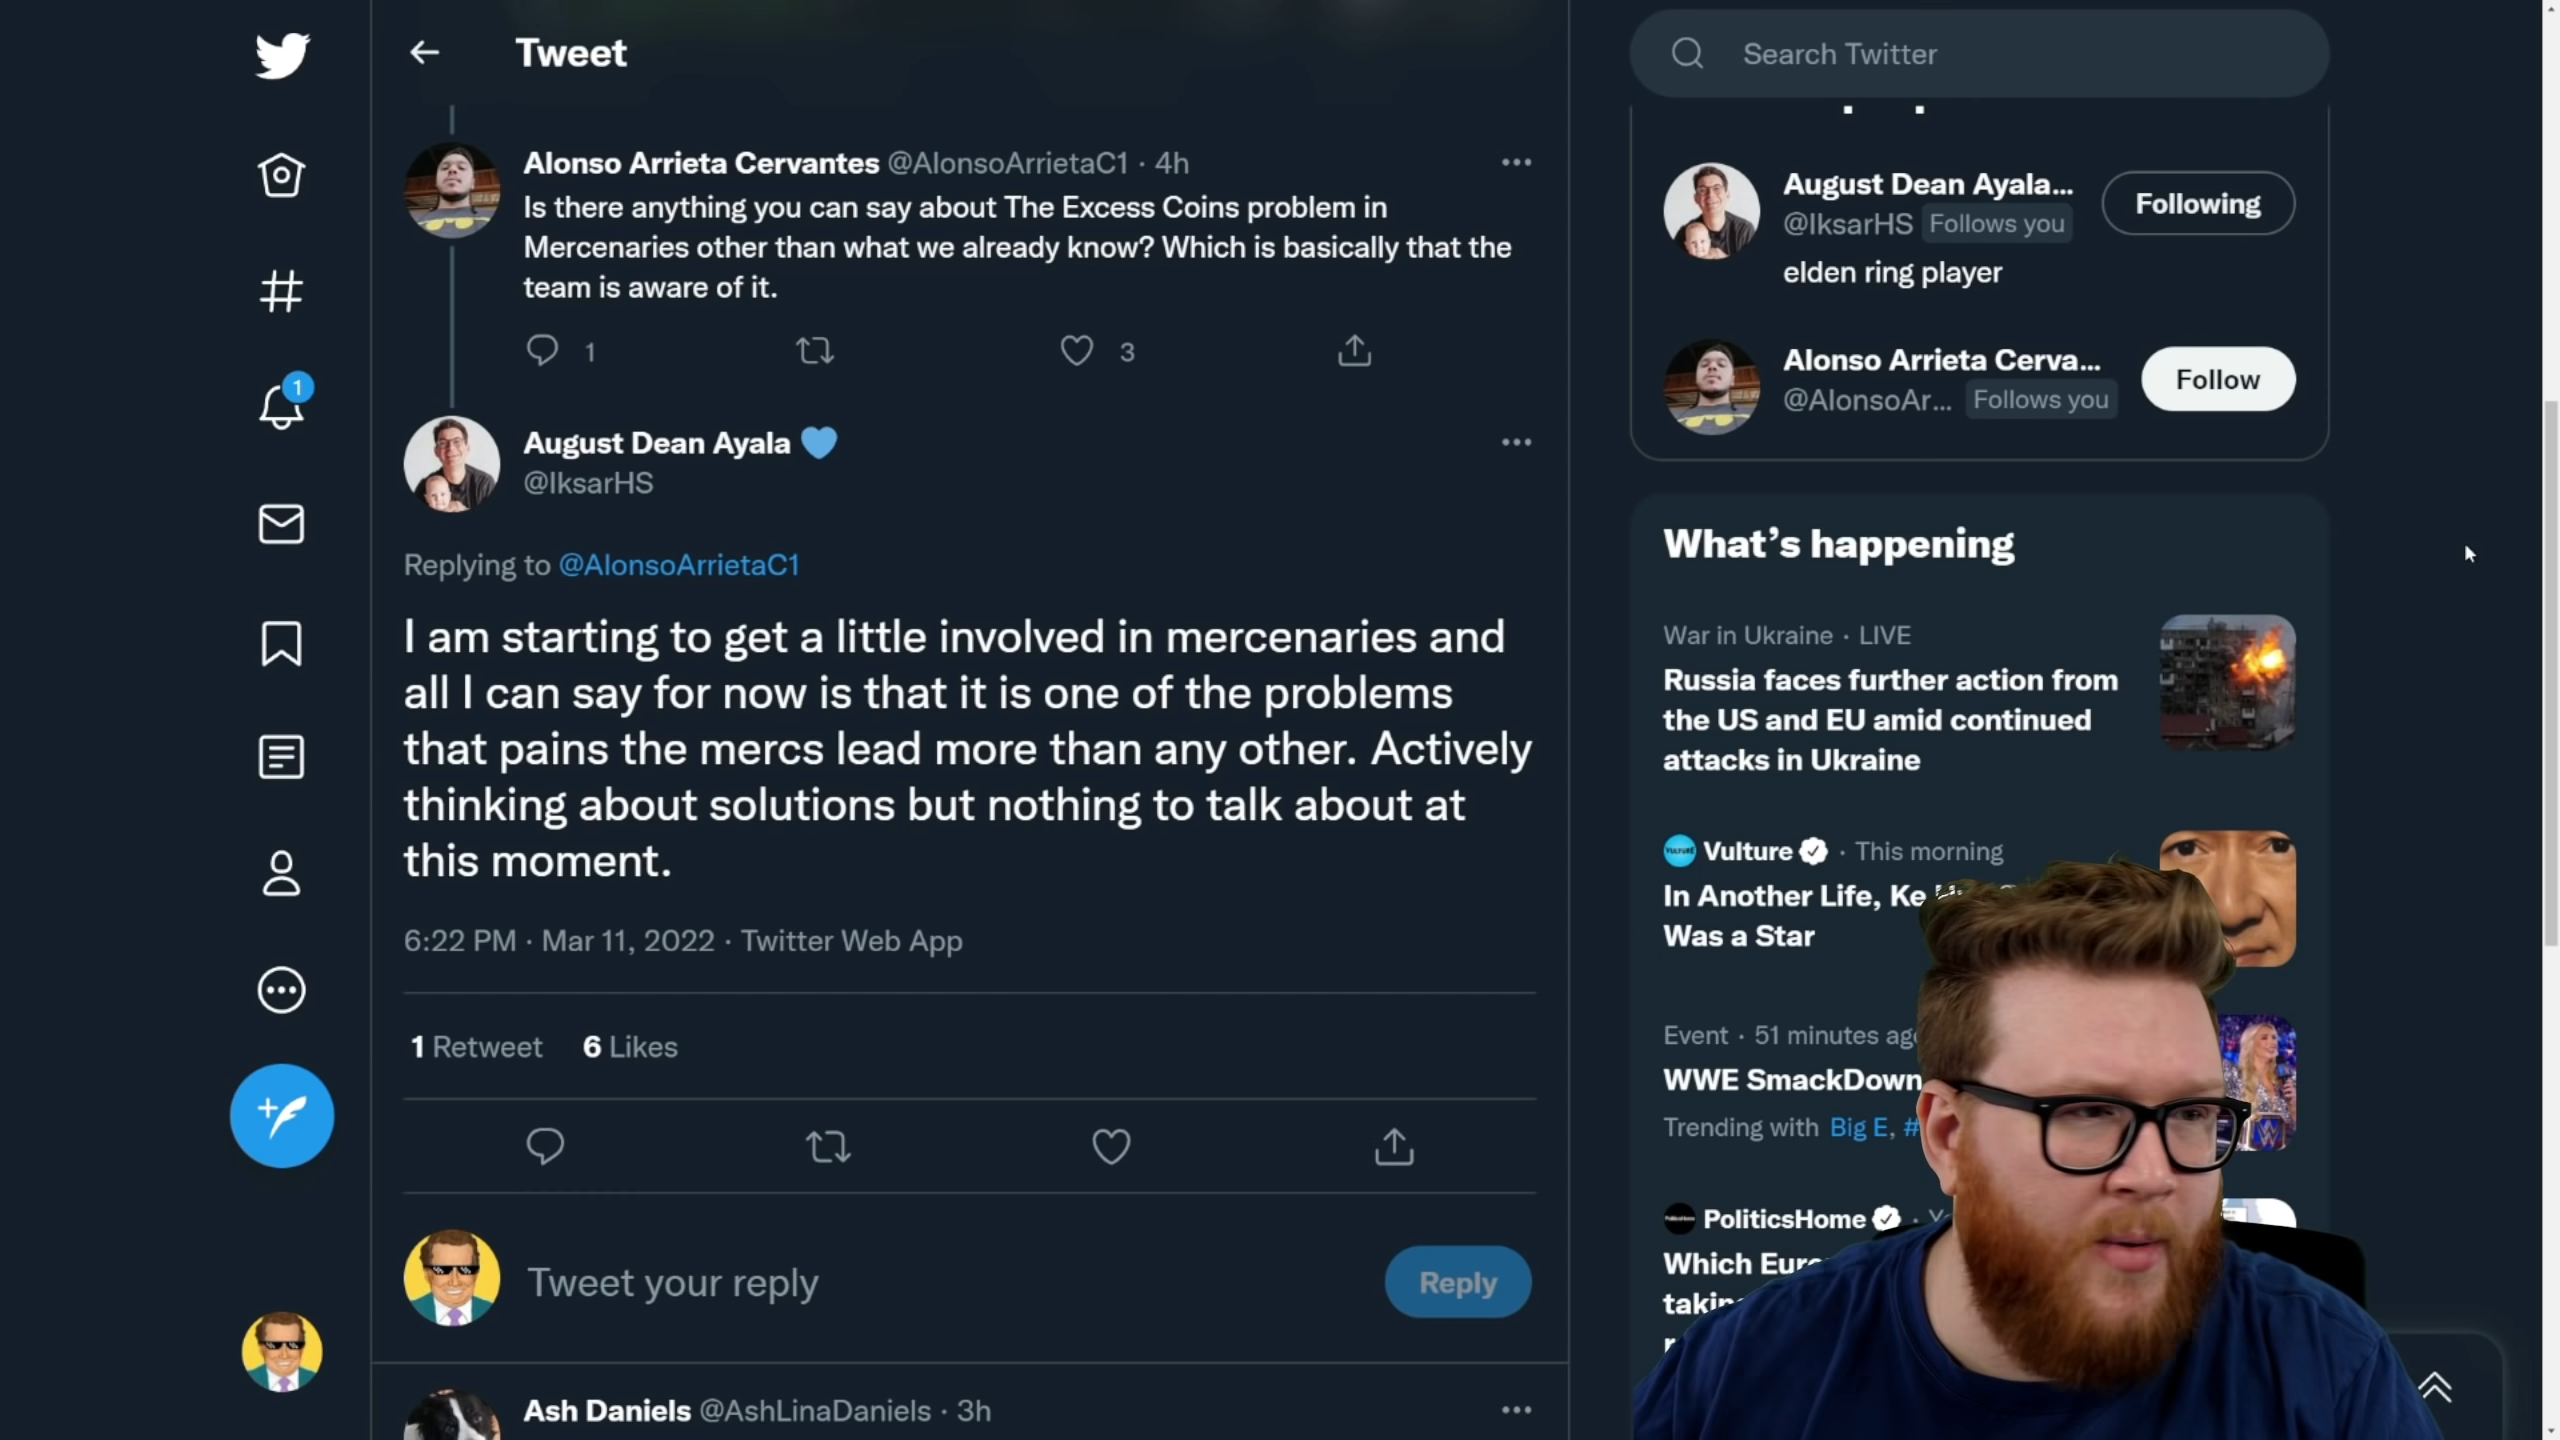 Tweet
Alonso Arrieta Cervantes @AlonsoArrietaC1 · 4h
Is there anything you can say about The Excess Coins problem in
Mercenaries other than what we already know? Which is basically that the
team is aware of it.
1 3
August Dean Ayala
@IksarHS
Replying to @AlonsoArrietaC1
I am starting to get a little involved in mercenaries and
all I can say for now is that it is one of the problems
that pains the mercs lead more than any other. Actively
thinking about solutions but nothing to talk about at
this moment.
6:22 PM · Mar 11, 2022 · Twitter Web App
1 Retweet 6 Likes
Tweet your reply
Reply
Ash Daniels @AshLinaDaniels · 3h
1
Search Twitter
August Dean Ayala...
@IksarHS Follows you
Following
elden ring player
Alonso Arrieta Cerva...
@AlonsoAr... Follows you
Follow
What's happening
War in Ukraine · LIVE
Russia faces further action from
the US and EU amid continued
attacks in Ukraine
Vulture · This morning
In Another Life, Ke
Was a Star
Event · 51 minutes
WWE SmackDown
Trending with Big E, #
PoliticsHome ·
Which